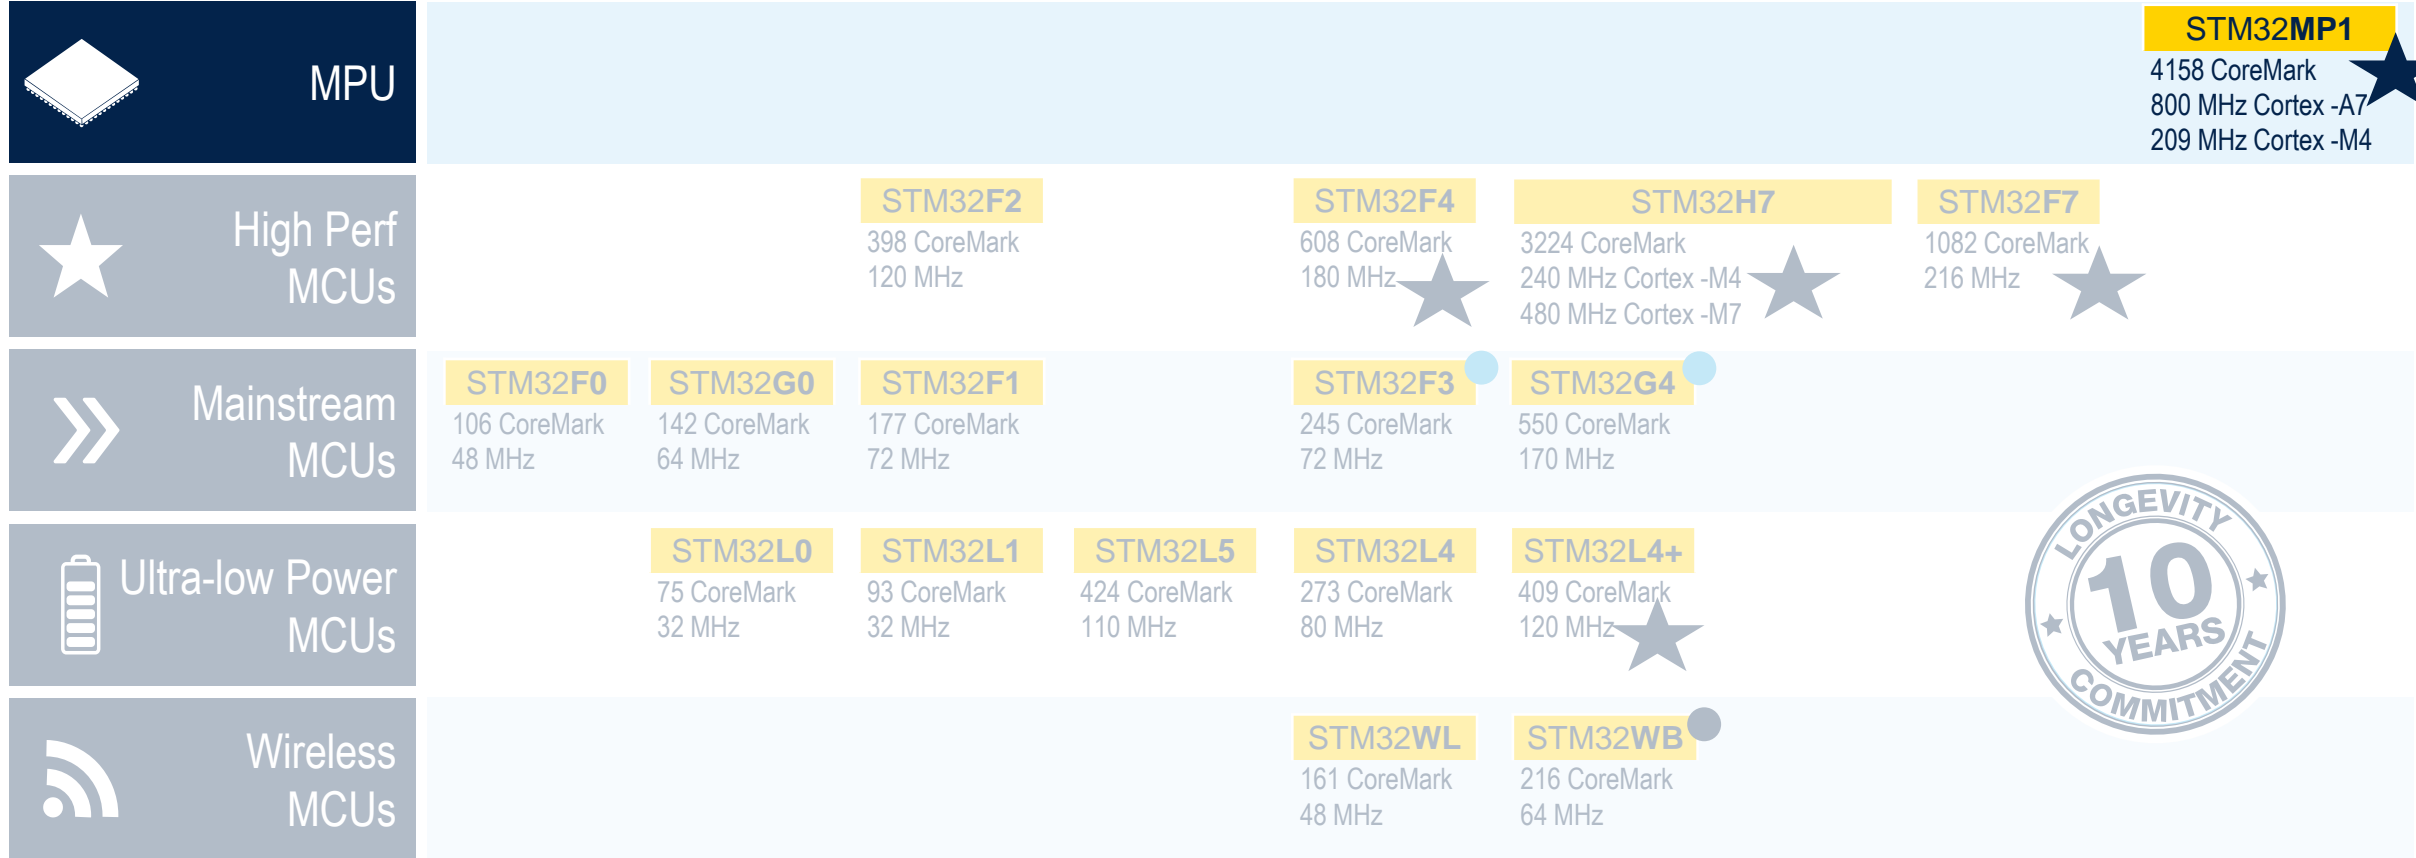 MPU
STM32MP1
4158 CoreMark
800 MHz Cortex -A7
209 MHz Cortex -M4
High Perf
MCUs
STM32F2
398 CoreMark
120 MHz
STM32F4
608 CoreMark
180 MHz
STM32H7
3224 CoreMark
240 MHz Cortex -M4
480 MHz Cortex -M7
STM32F7
1082 CoreMark
216 MHz
Mainstream
MCUs
STM32F0
106 CoreMark
48 MHz
STM32G0
142 CoreMark
64 MHz
STM32F1
177 CoreMark
72 MHz
STM32F3
245 CoreMark
72 MHz
STM32G4
550 CoreMark
170 MHz
Ultra-low Power
MCUs
STM32L0
75 CoreMark
32 MHz
STM32L1
93 CoreMark
32 MHz
STM32L5
424 CoreMark
110 MHz
STM32L4
273 CoreMark
80 MHz
STM32L4+
409 CoreMark
120 MHz
LONGEVITY
10
YEARS
COMMITMENT
Wireless
MCUs
STM32WL
161 CoreMark
48 MHz
STM32WB
216 CoreMark
64 MHz